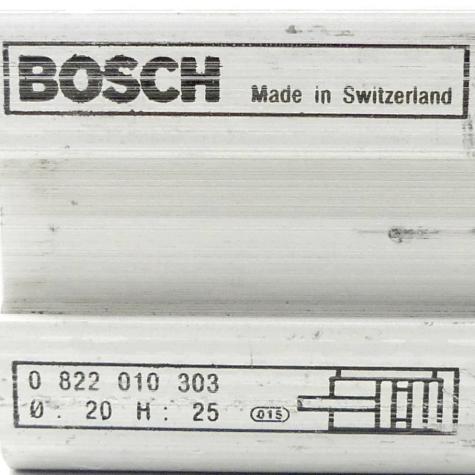 BOSCH Made in Switzerland
0 822 010 303
Ø . 20 H : 25 015